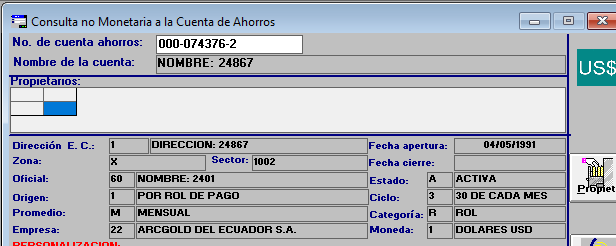 Consulta no Monetaria a la Cuenta de Ahorros
No. de cuenta ahorros: 000-074376-2
Nombre de la cuenta: NOMBRE: 24867
US$
Propietarios:
Dirección E. C.: 1 DIRECCION: 24867 Fecha apertura: 04/05/1991
Zona: X Sector: 1002 Fecha cierre:
Propiet
Oficial: 60 NOMBRE: 2401 Estado: A ACTIVA
Origen: 1 POR ROL DE PAGO Ciclo: 3 30 DE CADA MES
Promedio: M MENSUAL Categoría: R ROL
Empresa: 22 ARCGOLD DEL ECUADOR S.A. Moneda: 1 DOLARES USD
PERSONALIZACION: